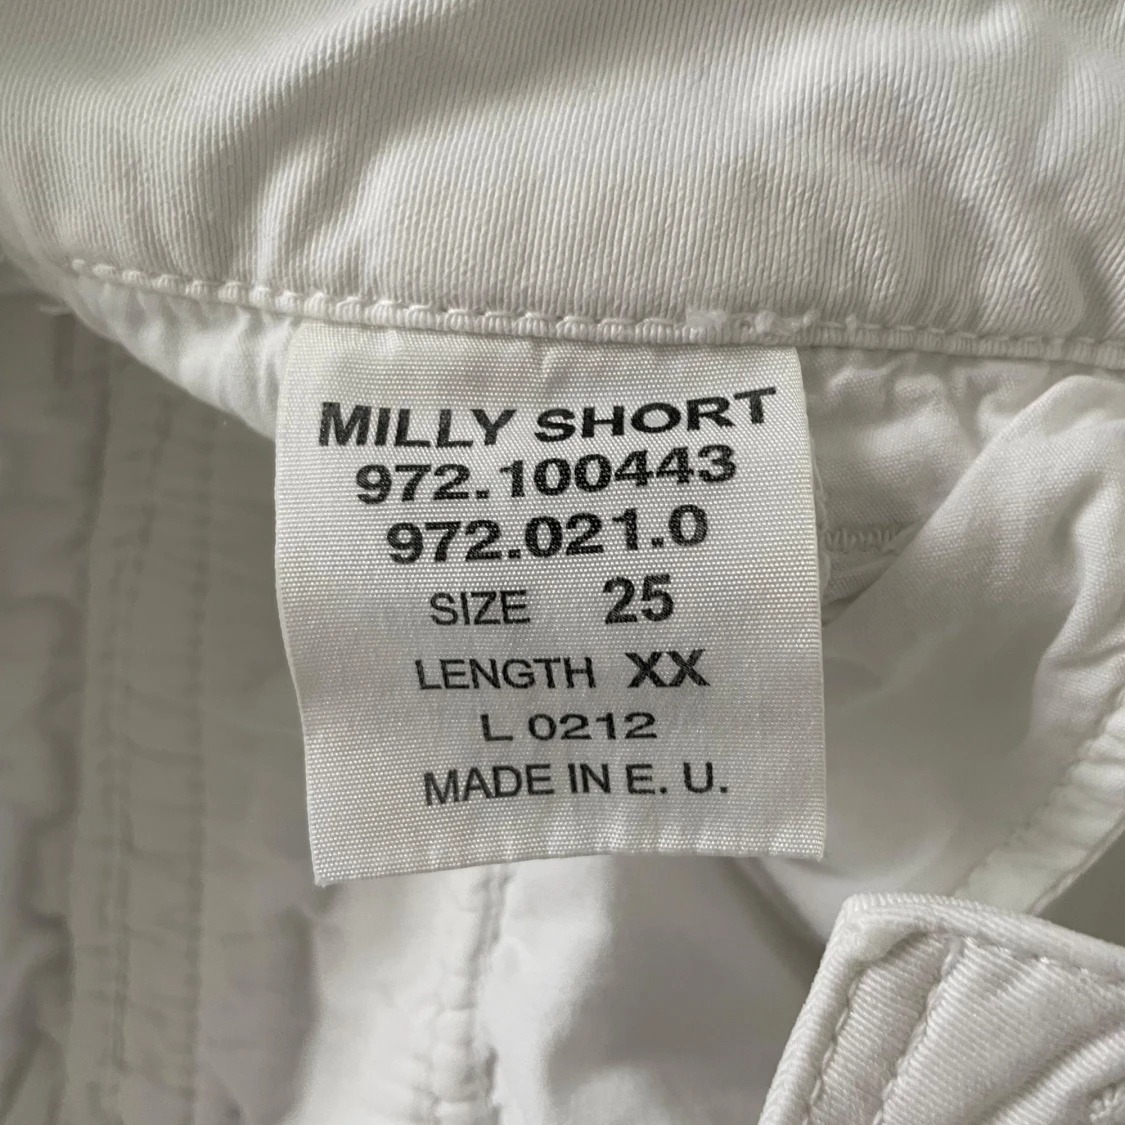 MILLY SHORT
972.100443
972.021.0
SIZE 25
LENGTH XX
L 0212
MADE IN E. U.